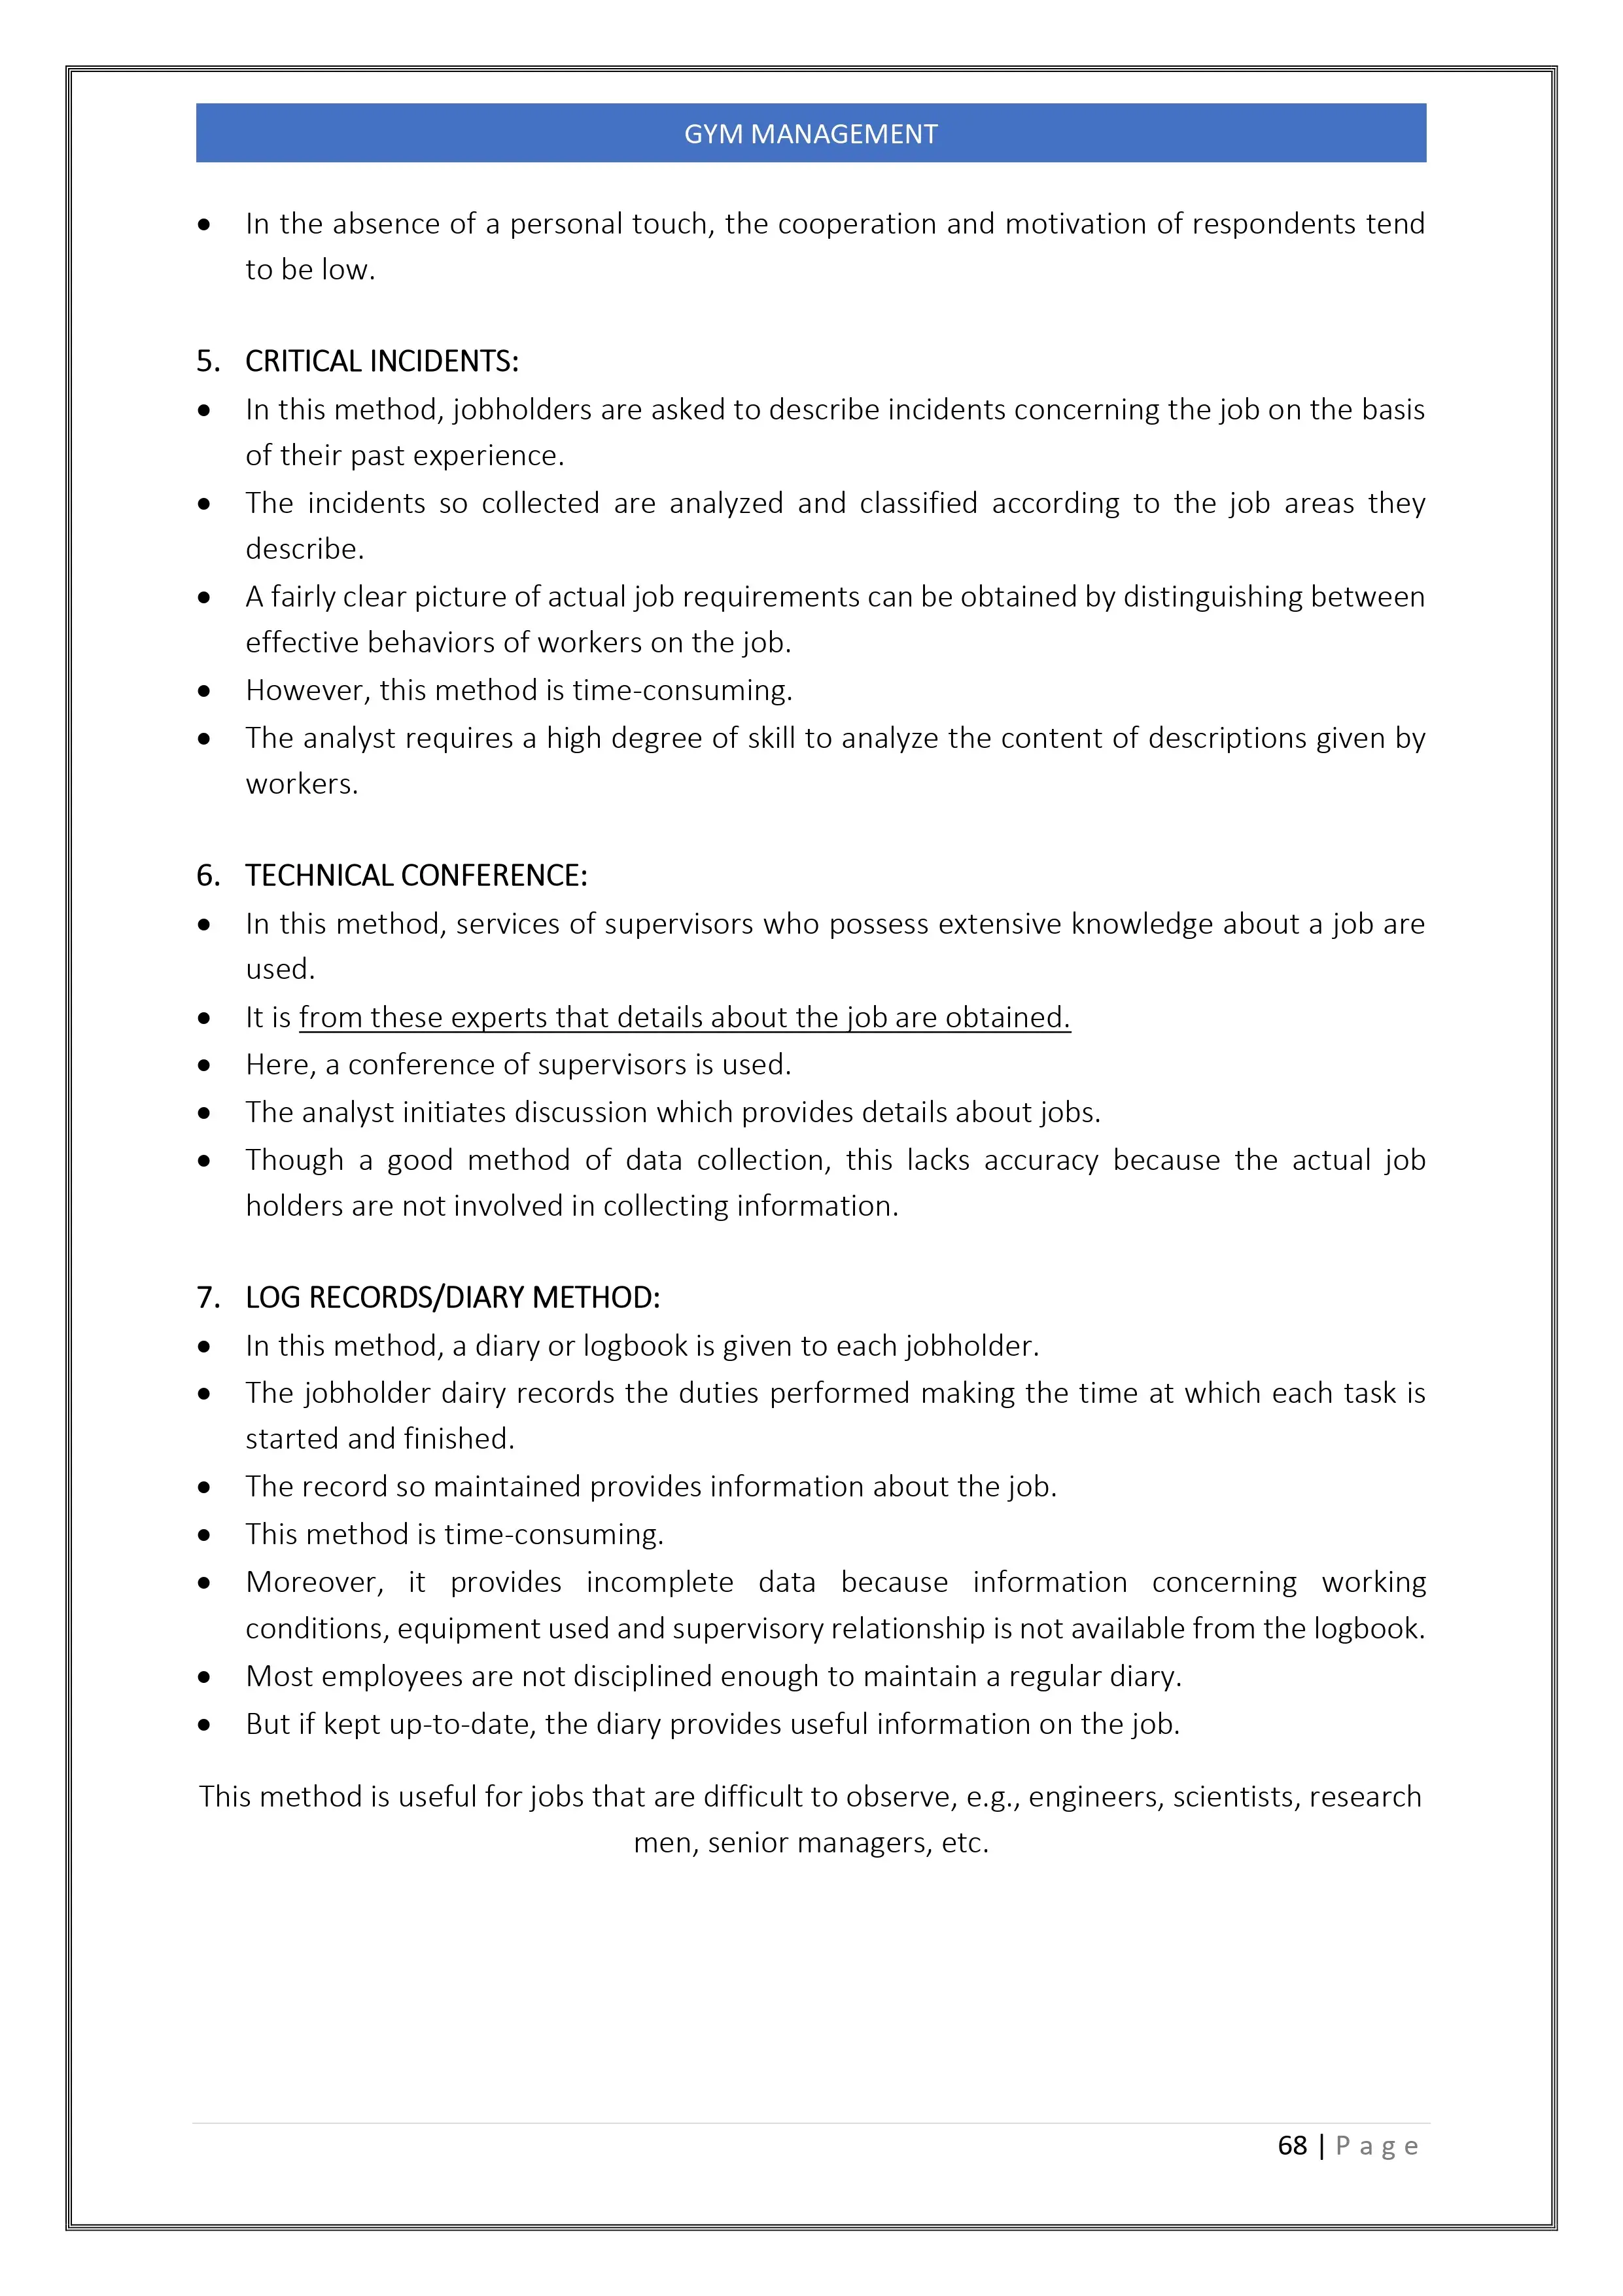 GYM MANAGEMENT
• In the absence of a personal touch, the cooperation and motivation of respondents tend
to be low.
5. CRITICAL INCIDENTS:
• In this method, jobholders are asked to describe incidents concerning the job on the basis
of their past experience.
• The incidents so collected are analyzed and classified according to the job areas they
describe.
• A fairly clear picture of actual job requirements can be obtained by distinguishing between
effective behaviors of workers on the job.
• However, this method is time-consuming.
• The analyst requires a high degree of skill to analyze the content of descriptions given by
workers.
6. TECHNICAL CONFERENCE:
• In this method, services of supervisors who possess extensive knowledge about a job are
used.
• It is from these experts that details about the job are obtained.
• Here, a conference of supervisors is used.
• The analyst initiates discussion which provides details about jobs.
• Though a good method of data collection, this lacks accuracy because the actual job
holders are not involved in collecting information.
7. LOG RECORDS/DIARY METHOD:
• In this method, a diary or logbook is given to each jobholder.
• The jobholder dairy records the duties performed making the time at which each task is
started and finished.
• The record so maintained provides information about the job.
• This method is time-consuming.
• Moreover, it provides incomplete data because information concerning working
conditions, equipment used and supervisory relationship is not available from the logbook.
• Most employees are not disciplined enough to maintain a regular diary.
• But if kept up-to-date, the diary provides useful information on the job.
This method is useful for jobs that are difficult to observe, e.g., engineers, scientists, research
men, senior managers, etc.
68 | P a g e